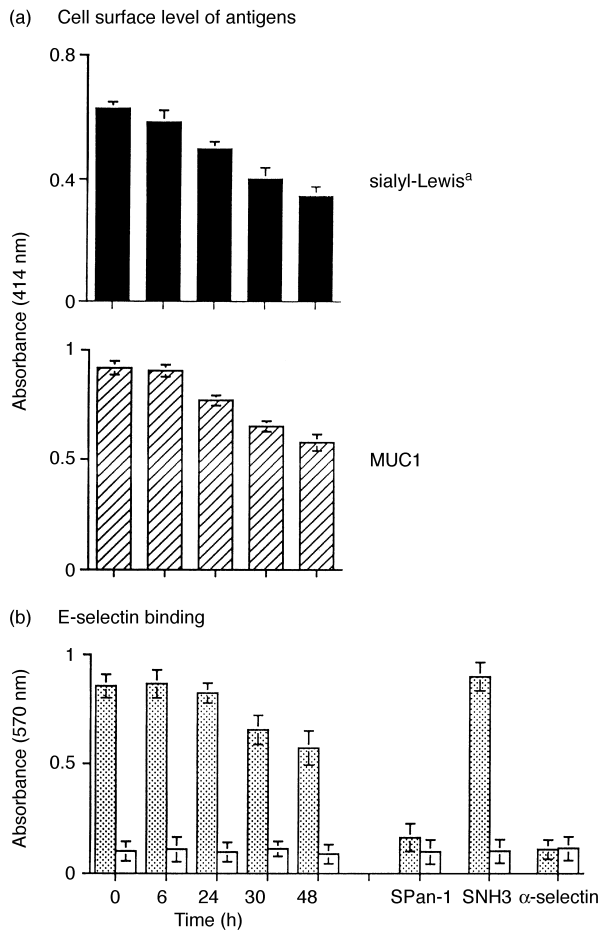 (a) Cell surface level of antigens
0.8
0.4
0
sialyl-Lewisᵃ
Absorbance (414 nm)
1
0.5
0
MUC1
(b) E-selectin binding
Absorbance (570 nm)
1
0.5
0
0 6 24 30 48 SPan-1 SNH3 α-selectin
Time (h)